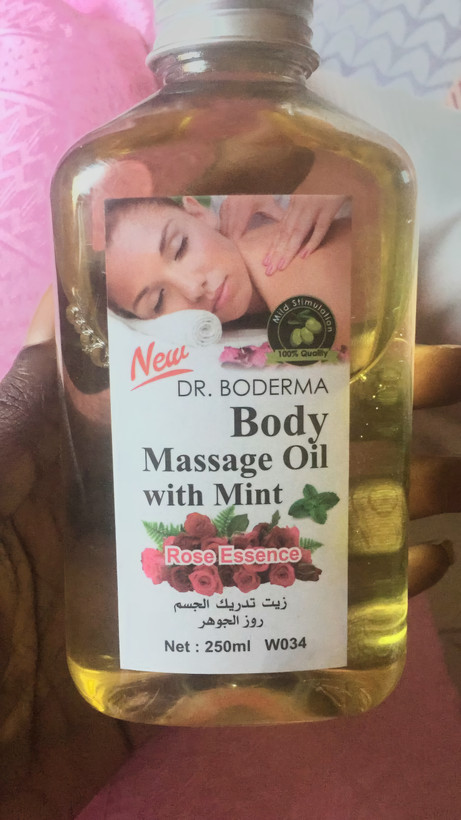 Mild Stimulation
100% Quality
New
DR. BODERMA
Body
Massage Oil
with Mint
Rose Essence
زيت تدريك الجسم
روز الجوهر
Net : 250ml W034